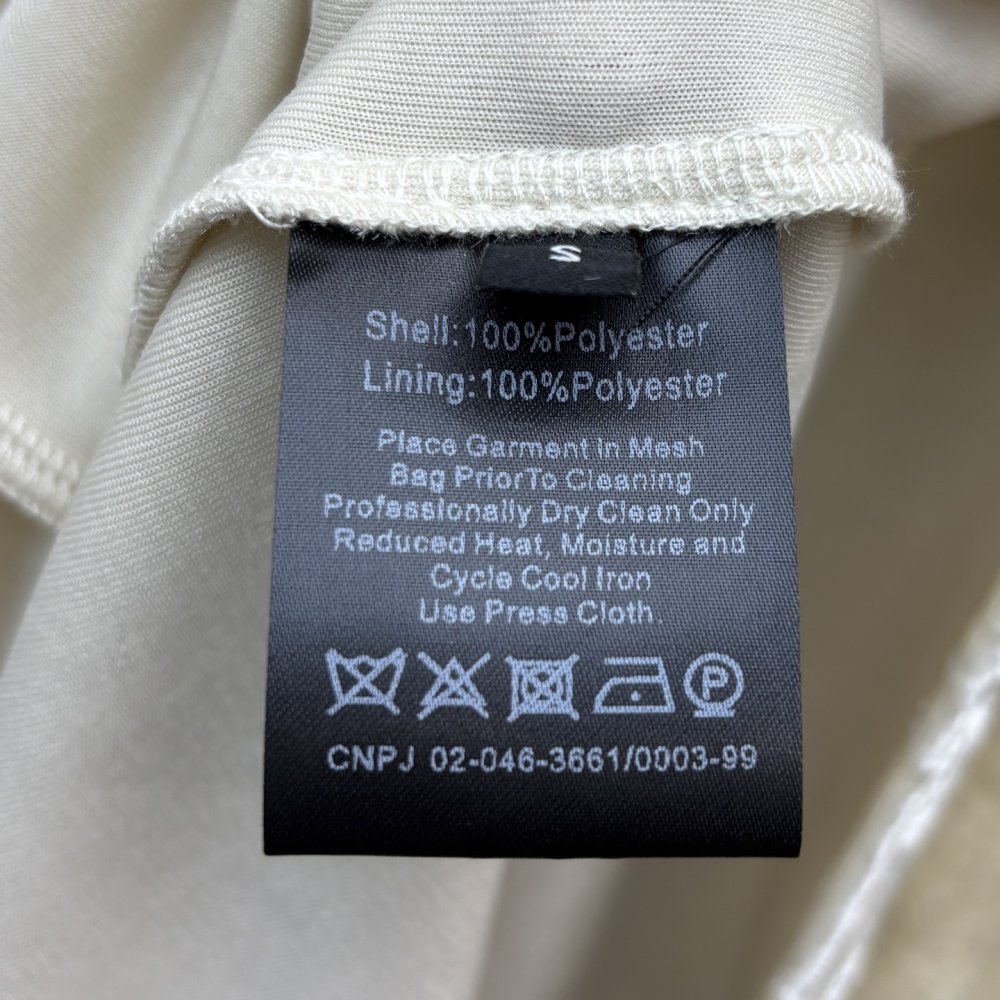 S
Shell:100%Polyester
Lining:100%Polyester
Place Garment in Mesh
Bag PriorTo Cleaning
Professionally Dry Clean Only
Reduced Heat, Moisture and
Cycle Cool Iron
Use Press Cloth.
P
CNPJ 02-046-3661/0003-99